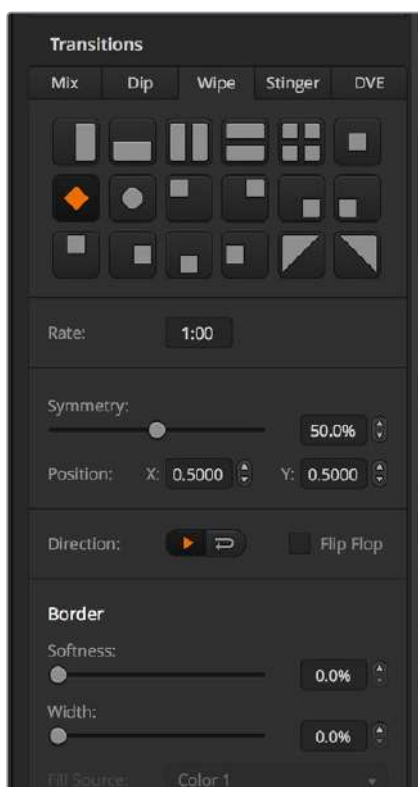 Transitions
Mix Dip Wipe Stinger DVE
Rate: 1:00
Symmetry:
50.0%
Position: X: 0.5000 Y: 0.5000
Direction: Flip Flop
Border
Softness:
0.0%
Width:
0.0%
Fill Source: Color 1